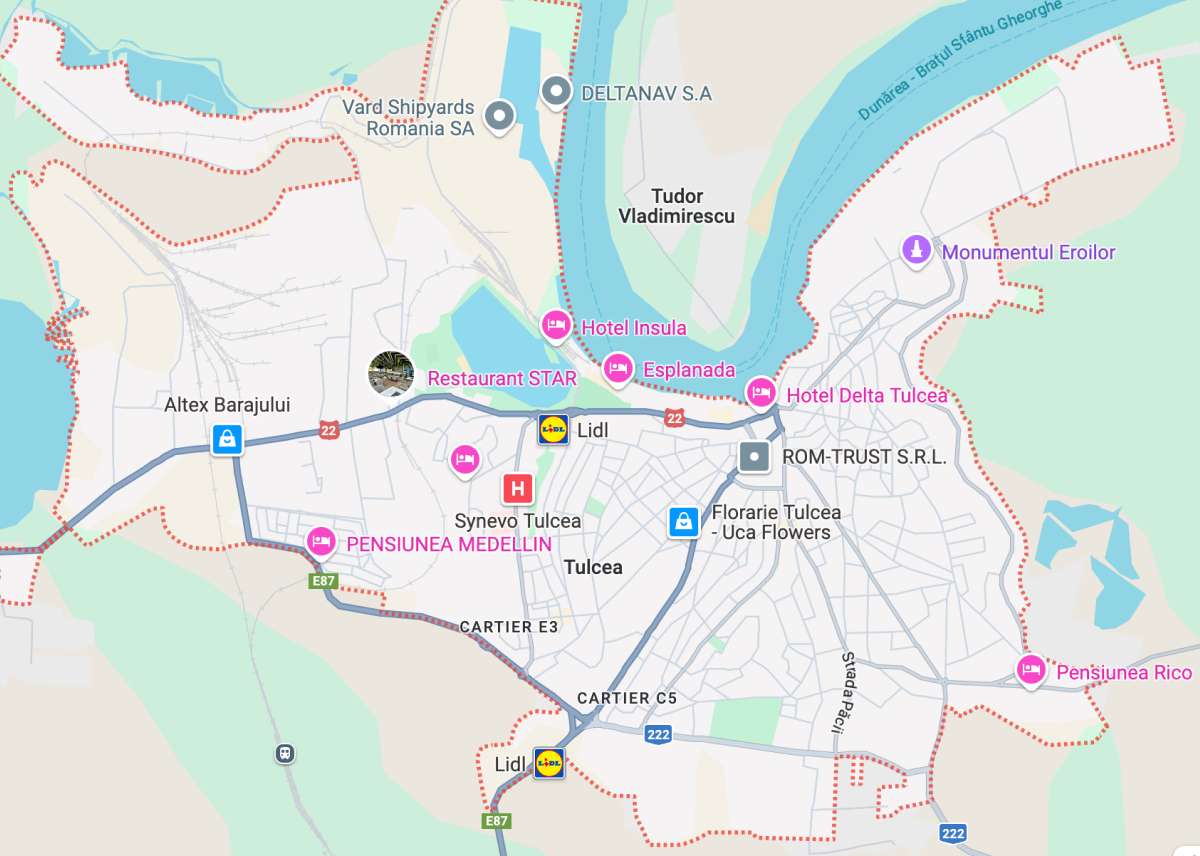 Dunărea - Brațul Sfântu Gheorghe
DELTANAV S.A
Vard Shipyards
Romania SA
Tudor
Vladimirescu
Monumentul Eroilor
Hotel Insula
Esplanada
Restaurant STAR
Hotel Delta Tulcea
Altex Barajului
22
22
LIDL
Lidl
ROM-TRUST S.R.L.
H
Synevo Tulcea
Florarie Tulcea
- Uca Flowers
PENSIUNEA MEDELLIN
Tulcea
E87
CARTIER E3
Strada Păcii
Pensiunea Rico
CARTIER C5
222
Lidl
LIDL
E87
222